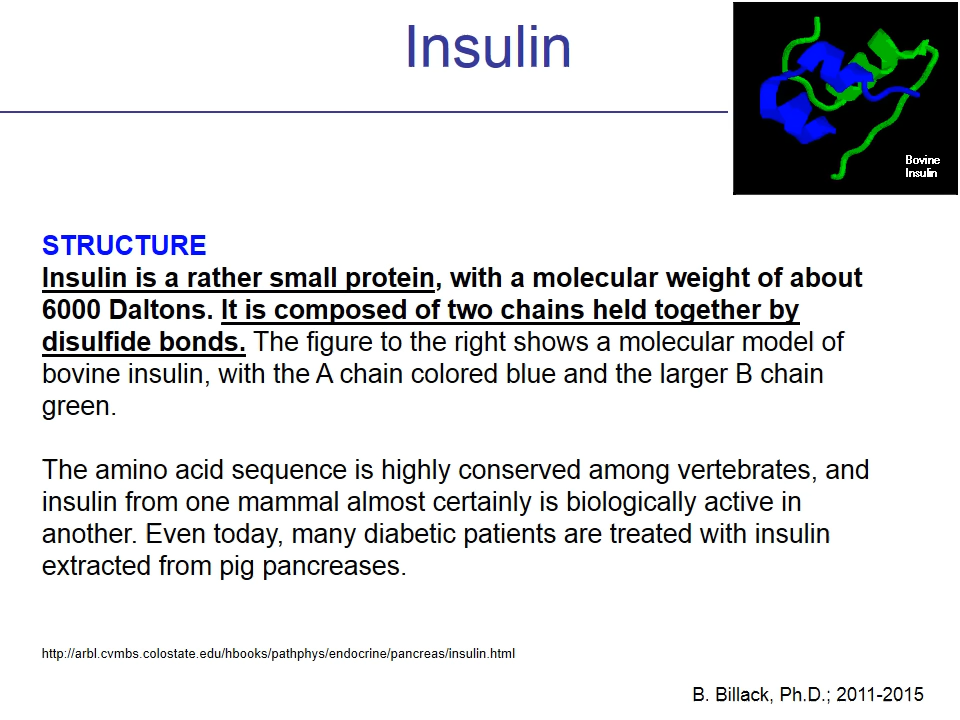 Insulin
Bovine
Insulin
STRUCTURE
Insulin is a rather small protein, with a molecular weight of about
6000 Daltons. It is composed of two chains held together by
disulfide bonds. The figure to the right shows a molecular model of
bovine insulin, with the A chain colored blue and the larger B chain
green.
The amino acid sequence is highly conserved among vertebrates, and
insulin from one mammal almost certainly is biologically active in
another. Even today, many diabetic patients are treated with insulin
extracted from pig pancreases.
http://arbl.cvmbs.colostate.edu/hbooks/pathphys/endocrine/pancreas/insulin.html
B. Billack, Ph.D.; 2011-2015